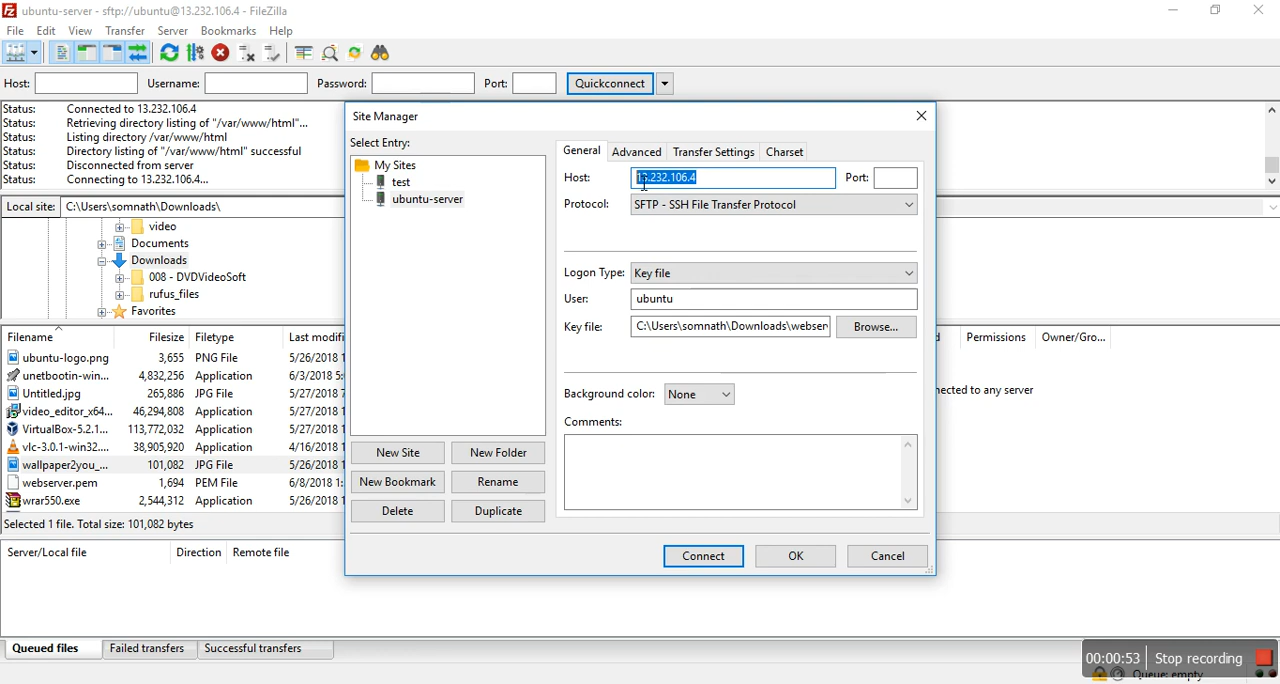 ubuntu-server - sftp://ubuntu@13.232.106.4 - FileZilla
File Edit View Transfer Server Bookmarks Help
Host: Username: Password: Port: Quickconnect
Status: Connected to 13.232.106.4
Status: Retrieving directory listing of "/var/www/html"...
Status: Listing directory /var/www/html
Status: Directory listing of "/var/www/html" successful
Status: Disconnected from server
Status: Connecting to 13.232.106.4...
Local site: C:\Users\somnath\Downloads\
video
Documents
Downloads
008 - DVDVideoSoft
rufus_files
Favorites
Filename Filesize Filetype Last modifi
ubuntu-logo.png 3,655 PNG File 5/26/2018 1
unetbootin-win... 4,832,256 Application 6/3/2018 5:
Untitled.jpg 265,886 JPG File 5/27/2018 7
video_editor_x64... 46,294,808 Application 5/27/2018 1
VirtualBox-5.2.1... 113,772,032 Application 5/27/2018 1
vlc-3.0.1-win32.... 38,905,920 Application 4/16/2018 1
wallpaper2you_... 101,082 JPG File 5/26/2018 1
webserver.pem 1,694 PEM File 6/8/2018 1:
wrar550.exe 2,544,312 Application 5/26/2018 1
Selected 1 file. Total size: 101,082 bytes
Server/Local file Direction Remote file
Queued files Failed transfers Successful transfers
Site Manager
Select Entry:
My Sites
test
ubuntu-server
New Site New Folder
New Bookmark Rename
Delete Duplicate
General Advanced Transfer Settings Charset
Host: 13.232.106.4 Port:
Protocol: SFTP - SSH File Transfer Protocol
Logon Type: Key file
User: ubuntu
Key file: C:\Users\somnath\Downloads\webser Browse...
Background color: None
Comments:
Connect OK Cancel
d Permissions Owner/Gro...
nected to any server
00:00:53 Stop recording
Queue: empty